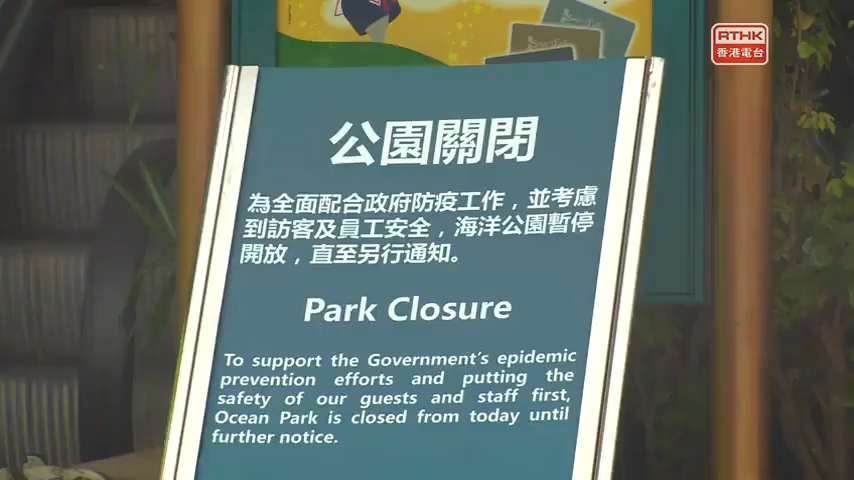 RTHK
香港電台
公園關閉
為全面配合政府防疫工作，並考慮
到訪客及員工安全，海洋公園暫停
開放，直至另行通知。
Park Closure
To support the Government's epidemic
prevention efforts and putting the
safety of our guests and staff first,
Ocean Park is closed from today until
further notice.